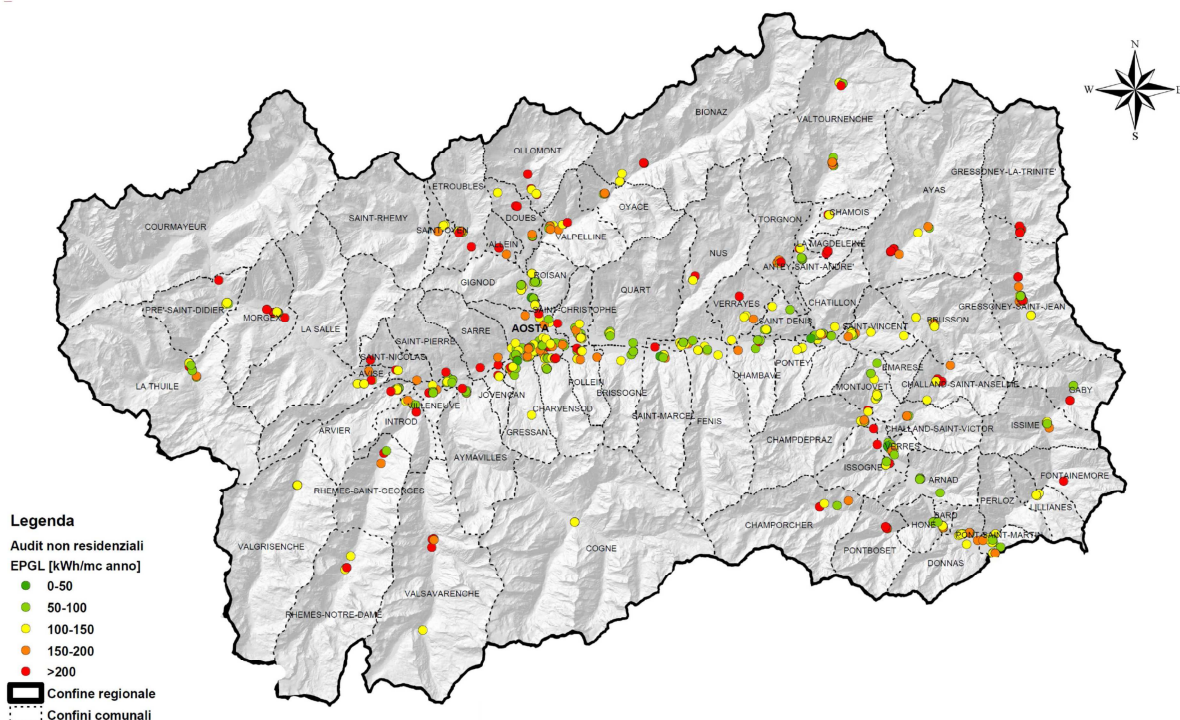 N
W
E
S
BIONAZ
VALTOURNENCHE
OLLOMONT
GRESSONEY-LA-TRINITE'
ETROUBLES
AYAS
SAINT-RHEMY
OYACE
COURMAYEUR
DOUES
CHAMOIS
TORGNON
SAINT-OYEN
VALPELLINE
ALLEIN
LA MAGDELEINE
NUS
ANTEY-SAINT-ANDRE'
ROISAN
GIGNOD
QUART
VERRAYES
CHATILLON
GRESSONEY-SAINT-JEAN
PRE'-SAINT-DIDIER
SAINT-CHRISTOPHE
MORGEX
SAINT DENIS
BRUSSON
LA SALLE
SARRE
AOSTA
SAINT-VINCENT
SAINT-PIERRE
SAINT-NICOLAS
POLLEIN
PONTEY
EMARESE
AVISE
CHAMBAVE
LA THUILE
CHALLAND-SAINT-ANSELME
MONTJOVET
GABY
JOVENCAN
BRISSOGNE
VILLENEUVE
CHARVENSOD
SAINT-MARCEL
FENIS
INTROD
ISSIME
ARVIER
GRESSAN
CHALLAND-SAINT-VICTOR
CHAMPDEPRAZ
VERRES
AYMAVILLES
ISSOGNE
FONTAINEMORE
ARNAD
RHEMES-SAINT-GEORGES
PERLOZ
LILLIANES
BARD
CHAMPORCHER
HONE
PONT-SAINT-MARTIN
VALGRISENCHE
COGNE
PONTBOSET
DONNAS
VALSAVARENCHE
RHEMES-NOTRE-DAME
Legenda
Audit non residenziali
EPGL [kWh/mc anno]
0-50
50-100
100-150
150-200
>200
Confine regionale
Confini comunali